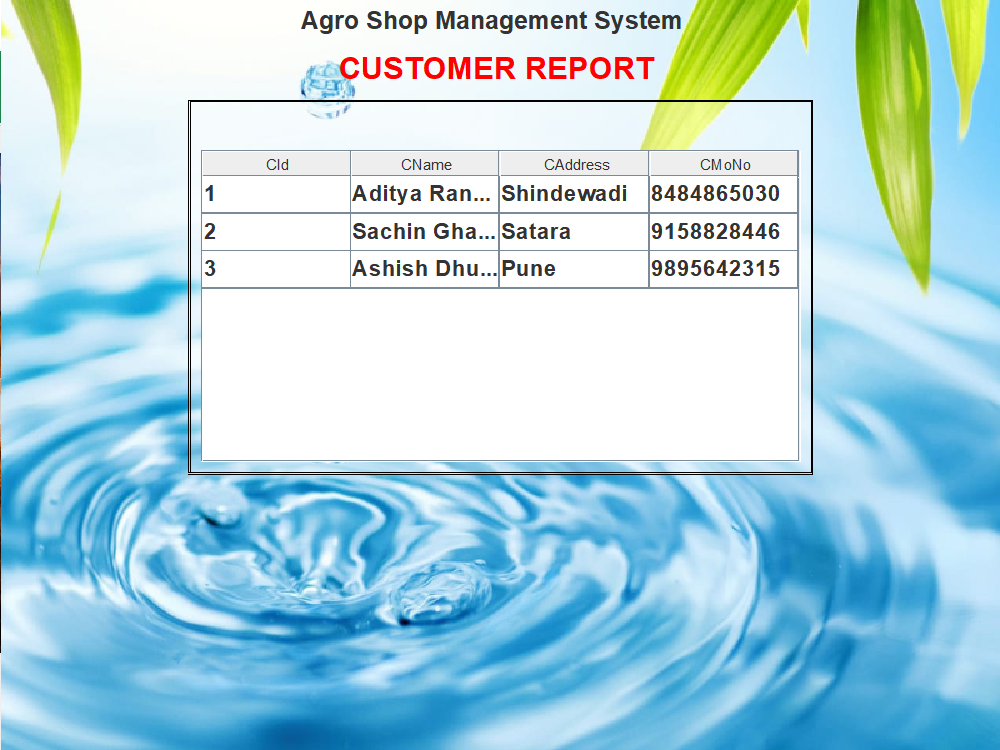 Agro Shop Management System
CUSTOMER REPORT
CId CName CAddress CMoNo
1 Aditya Ran... Shindewadi 8484865030
2 Sachin Gha... Satara 9158828446
3 Ashish Dhu... Pune 9895642315